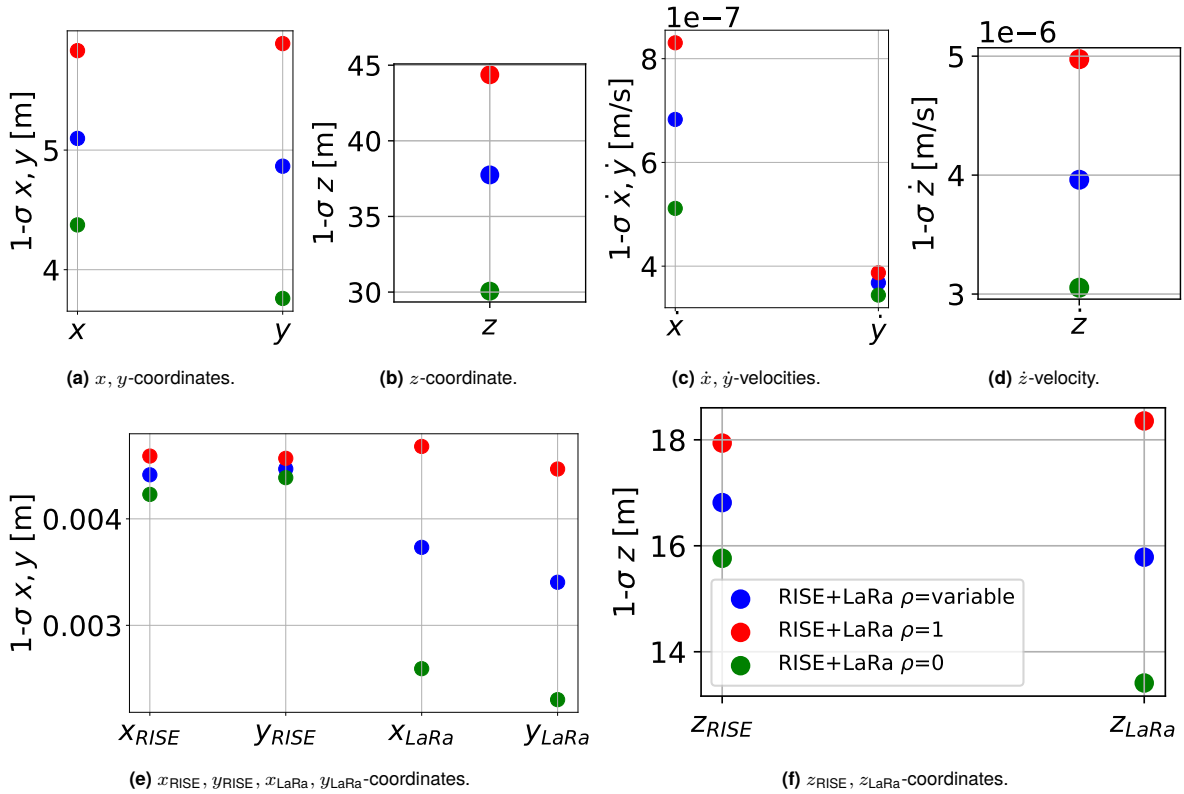 1-σ x, y [m]
5
4
x
y
(a) x, y-coordinates.
1-σ z [m]
45
40
35
30
z
(b) z-coordinate.
1e−7
1-σ ẋ, ẏ [m/s]
8
6
4
ẋ
ẏ
(c) ẋ, ẏ-velocities.
1e−6
1-σ ż [m/s]
5
4
3
ż
(d) ż-velocity.
1-σ x, y [m]
0.004
0.003
x_RISE
y_RISE
x_LaRa
y_LaRa
(e) x_RISE, y_RISE, x_LaRa, y_LaRa-coordinates.
1-σ z [m]
18
16
14
RISE+LaRa ρ=variable
RISE+LaRa ρ=1
RISE+LaRa ρ=0
z_RISE
z_LaRa
(f) z_RISE, z_LaRa-coordinates.